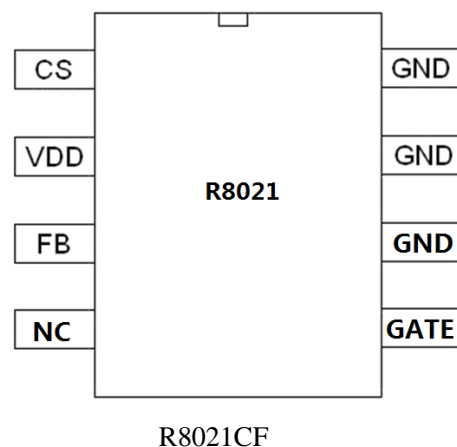 CS GND
VDD GND
R8021
FB GND
NC GATE
R8021CF